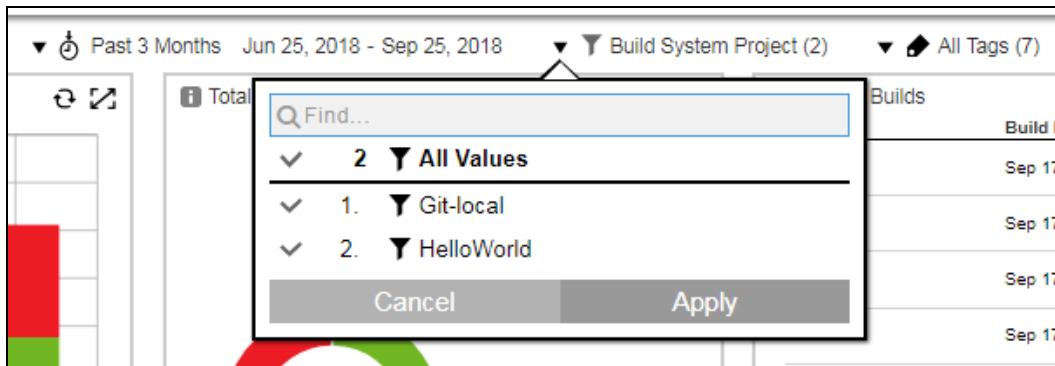 Past 3 Months Jun 25, 2018 - Sep 25, 2018 Build System Project (2) All Tags (7)
Total
Builds
Find...
Build
2 All Values
Sep 17
1. Git-local
Sep 17
2. HelloWorld
Sep 17
Cancel Apply
Sep 17